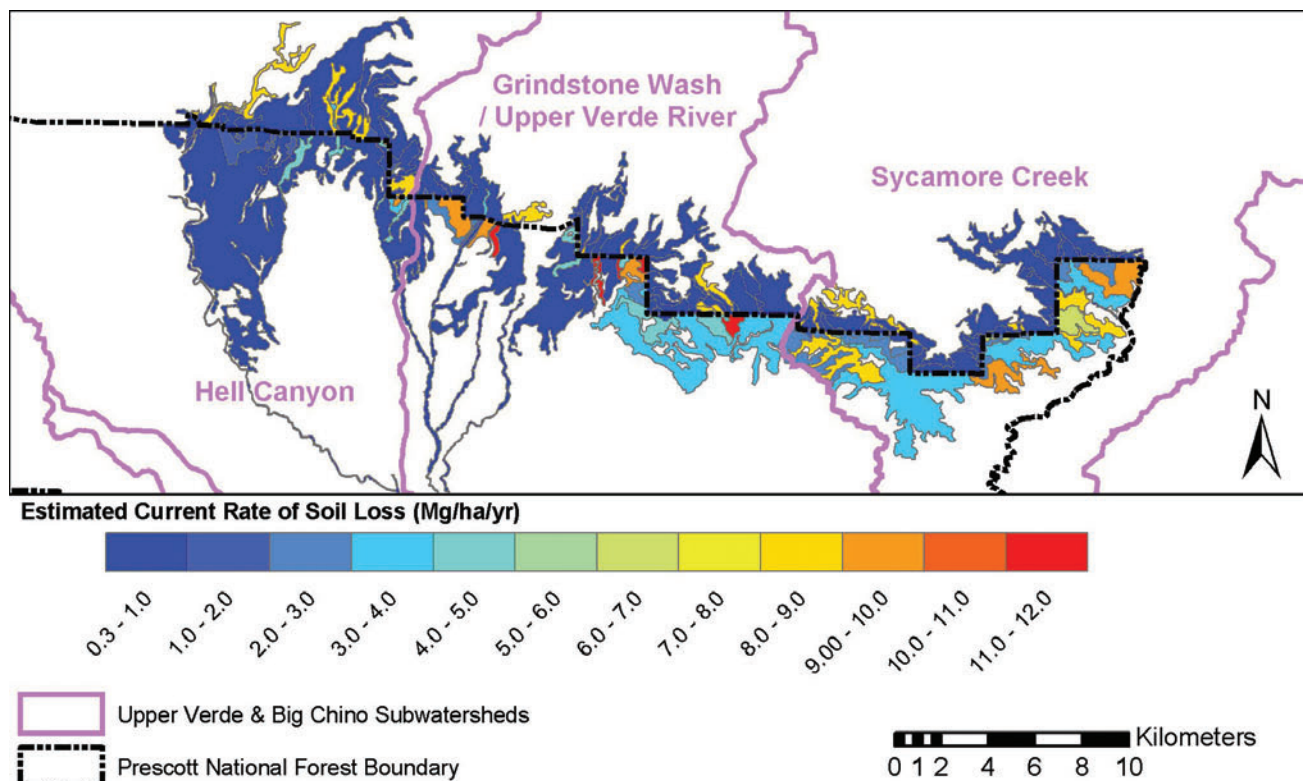 Grindstone Wash
/ Upper Verde River
Sycamore Creek
Hell Canyon
N
Estimated Current Rate of Soil Loss (Mg/ha/yr)
0.3 - 1.0
1.0 - 2.0
2.0 - 3.0
3.0 - 4.0
4.0 - 5.0
5.0 - 6.0
6.0 - 7.0
7.0 - 8.0
8.0 - 9.0
9.00 - 10.0
10.0 - 11.0
11.0 - 12.0
Upper Verde & Big Chino Subwatersheds
Prescott National Forest Boundary
Kilometers
0 1 2 4 6 8 10